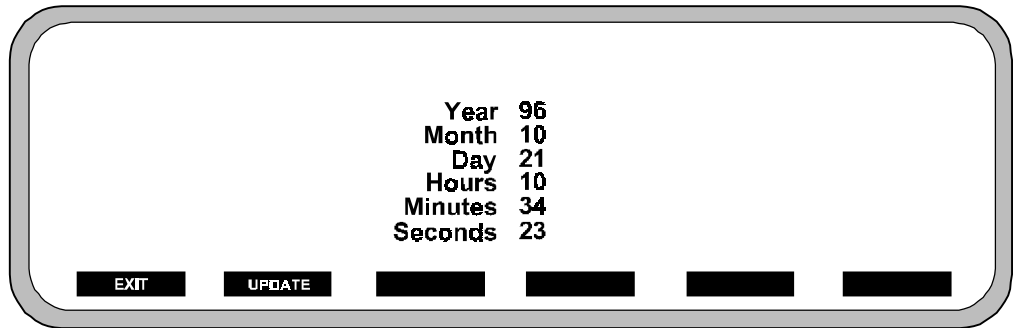 Year 96
Month 10
Day 21
Hours 10
Minutes 34
Seconds 23
EXIT UPDATE